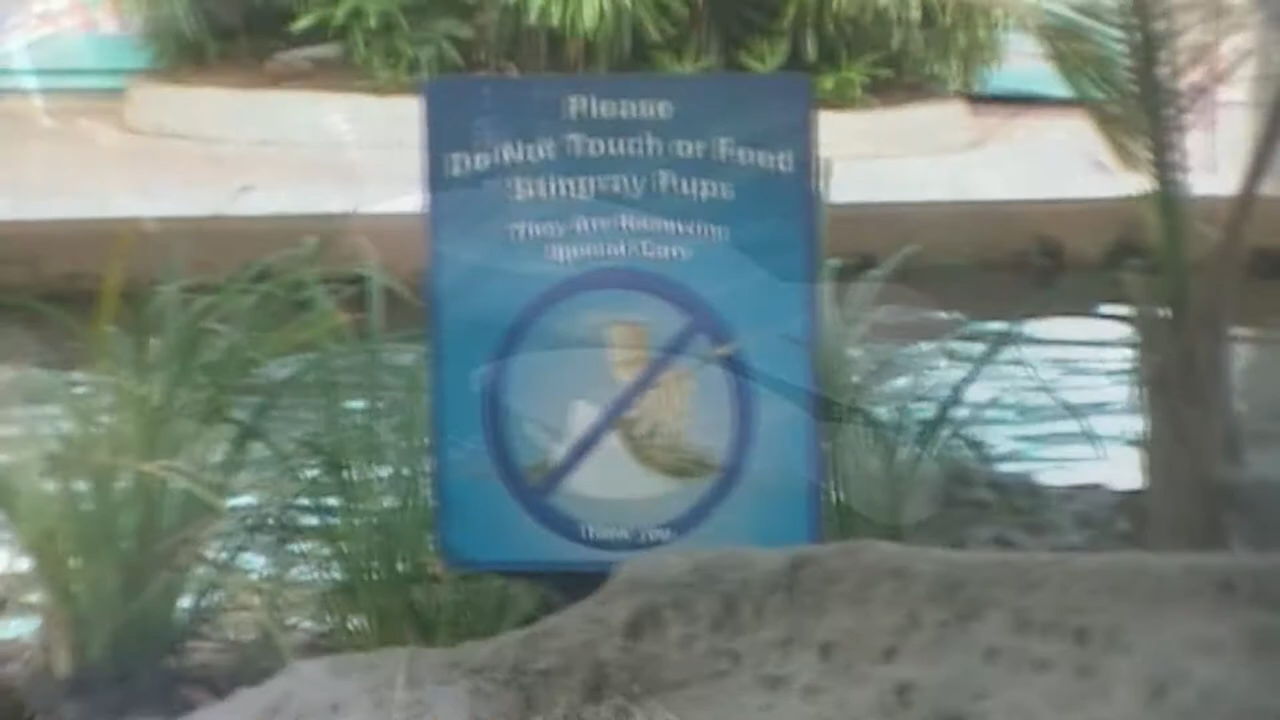 Please
Do Not Touch or Feed
Stingray Pups
They Are Receiving
Special Care
Thank you